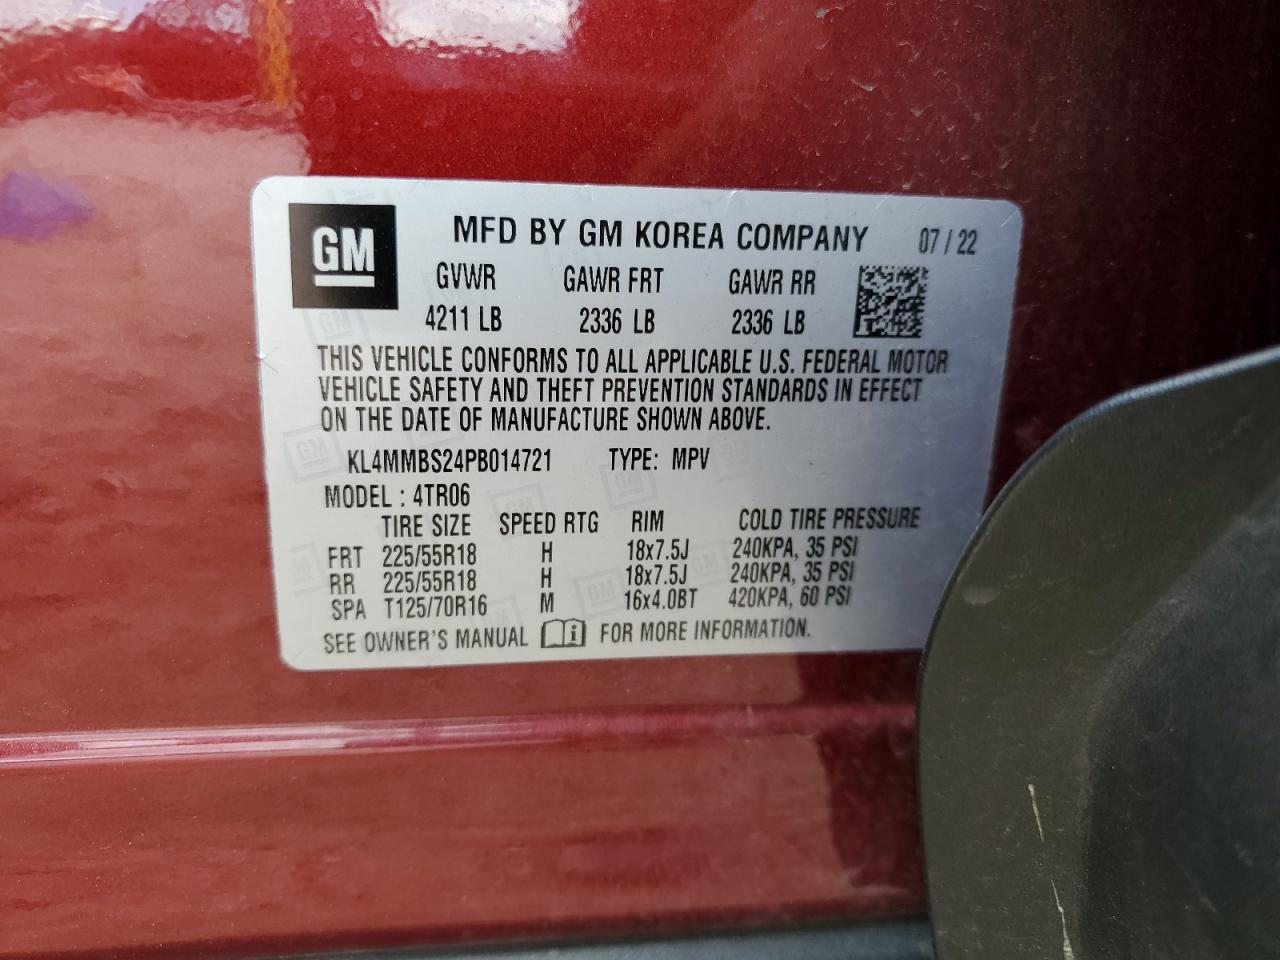 GM
MFD BY GM KOREA COMPANY 07 / 22
GVWR GAWR FRT GAWR RR
4211 LB 2336 LB 2336 LB
THIS VEHICLE CONFORMS TO ALL APPLICABLE U.S. FEDERAL MOTOR
VEHICLE SAFETY AND THEFT PREVENTION STANDARDS IN EFFECT
ON THE DATE OF MANUFACTURE SHOWN ABOVE.
KL4MMBS24PB014721 TYPE: MPV
MODEL : 4TR06
TIRE SIZE SPEED RTG RIM COLD TIRE PRESSURE
FRT 225/55R18 H 18x7.5J 240KPA, 35 PSI
RR 225/55R18 H 18x7.5J 240KPA, 35 PSI
SPA T125/70R16 M 16x4.0BT 420KPA, 60 PSI
SEE OWNER'S MANUAL i FOR MORE INFORMATION.